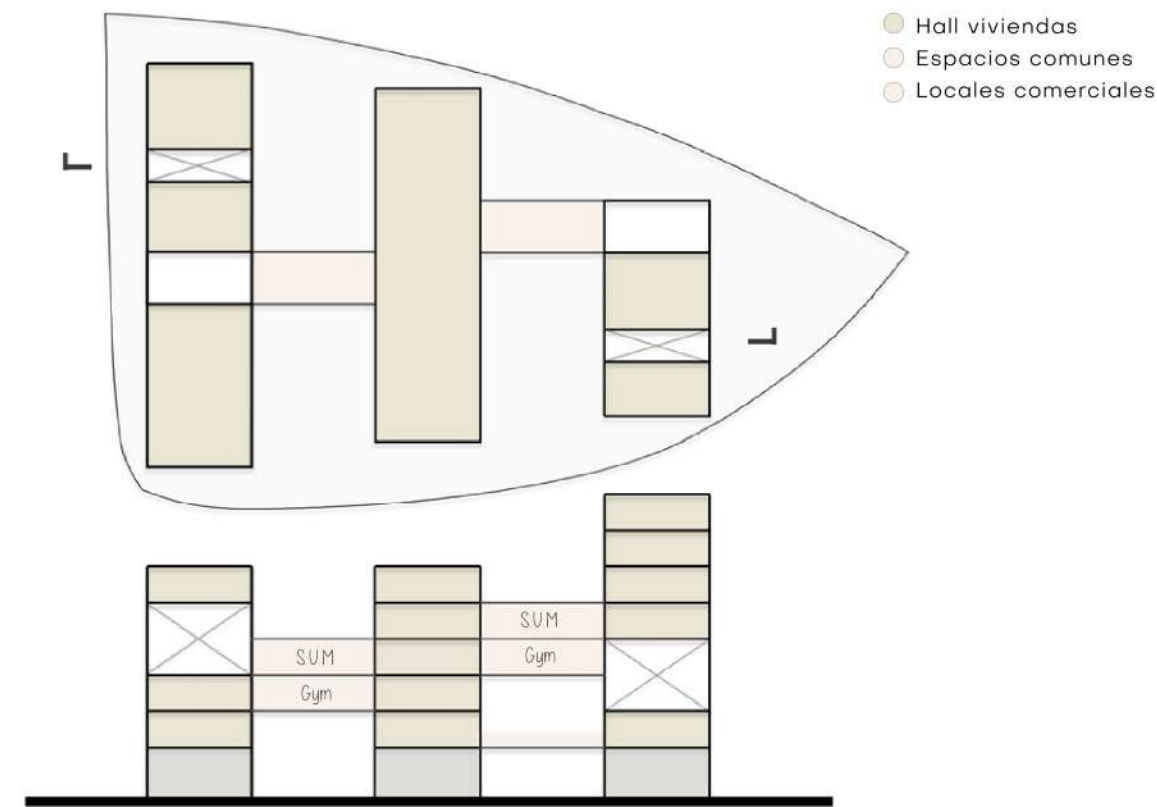 Hall viviendas
Espacios comunes
Locales comerciales
S.U.M
S.U.M
Gym
Gym